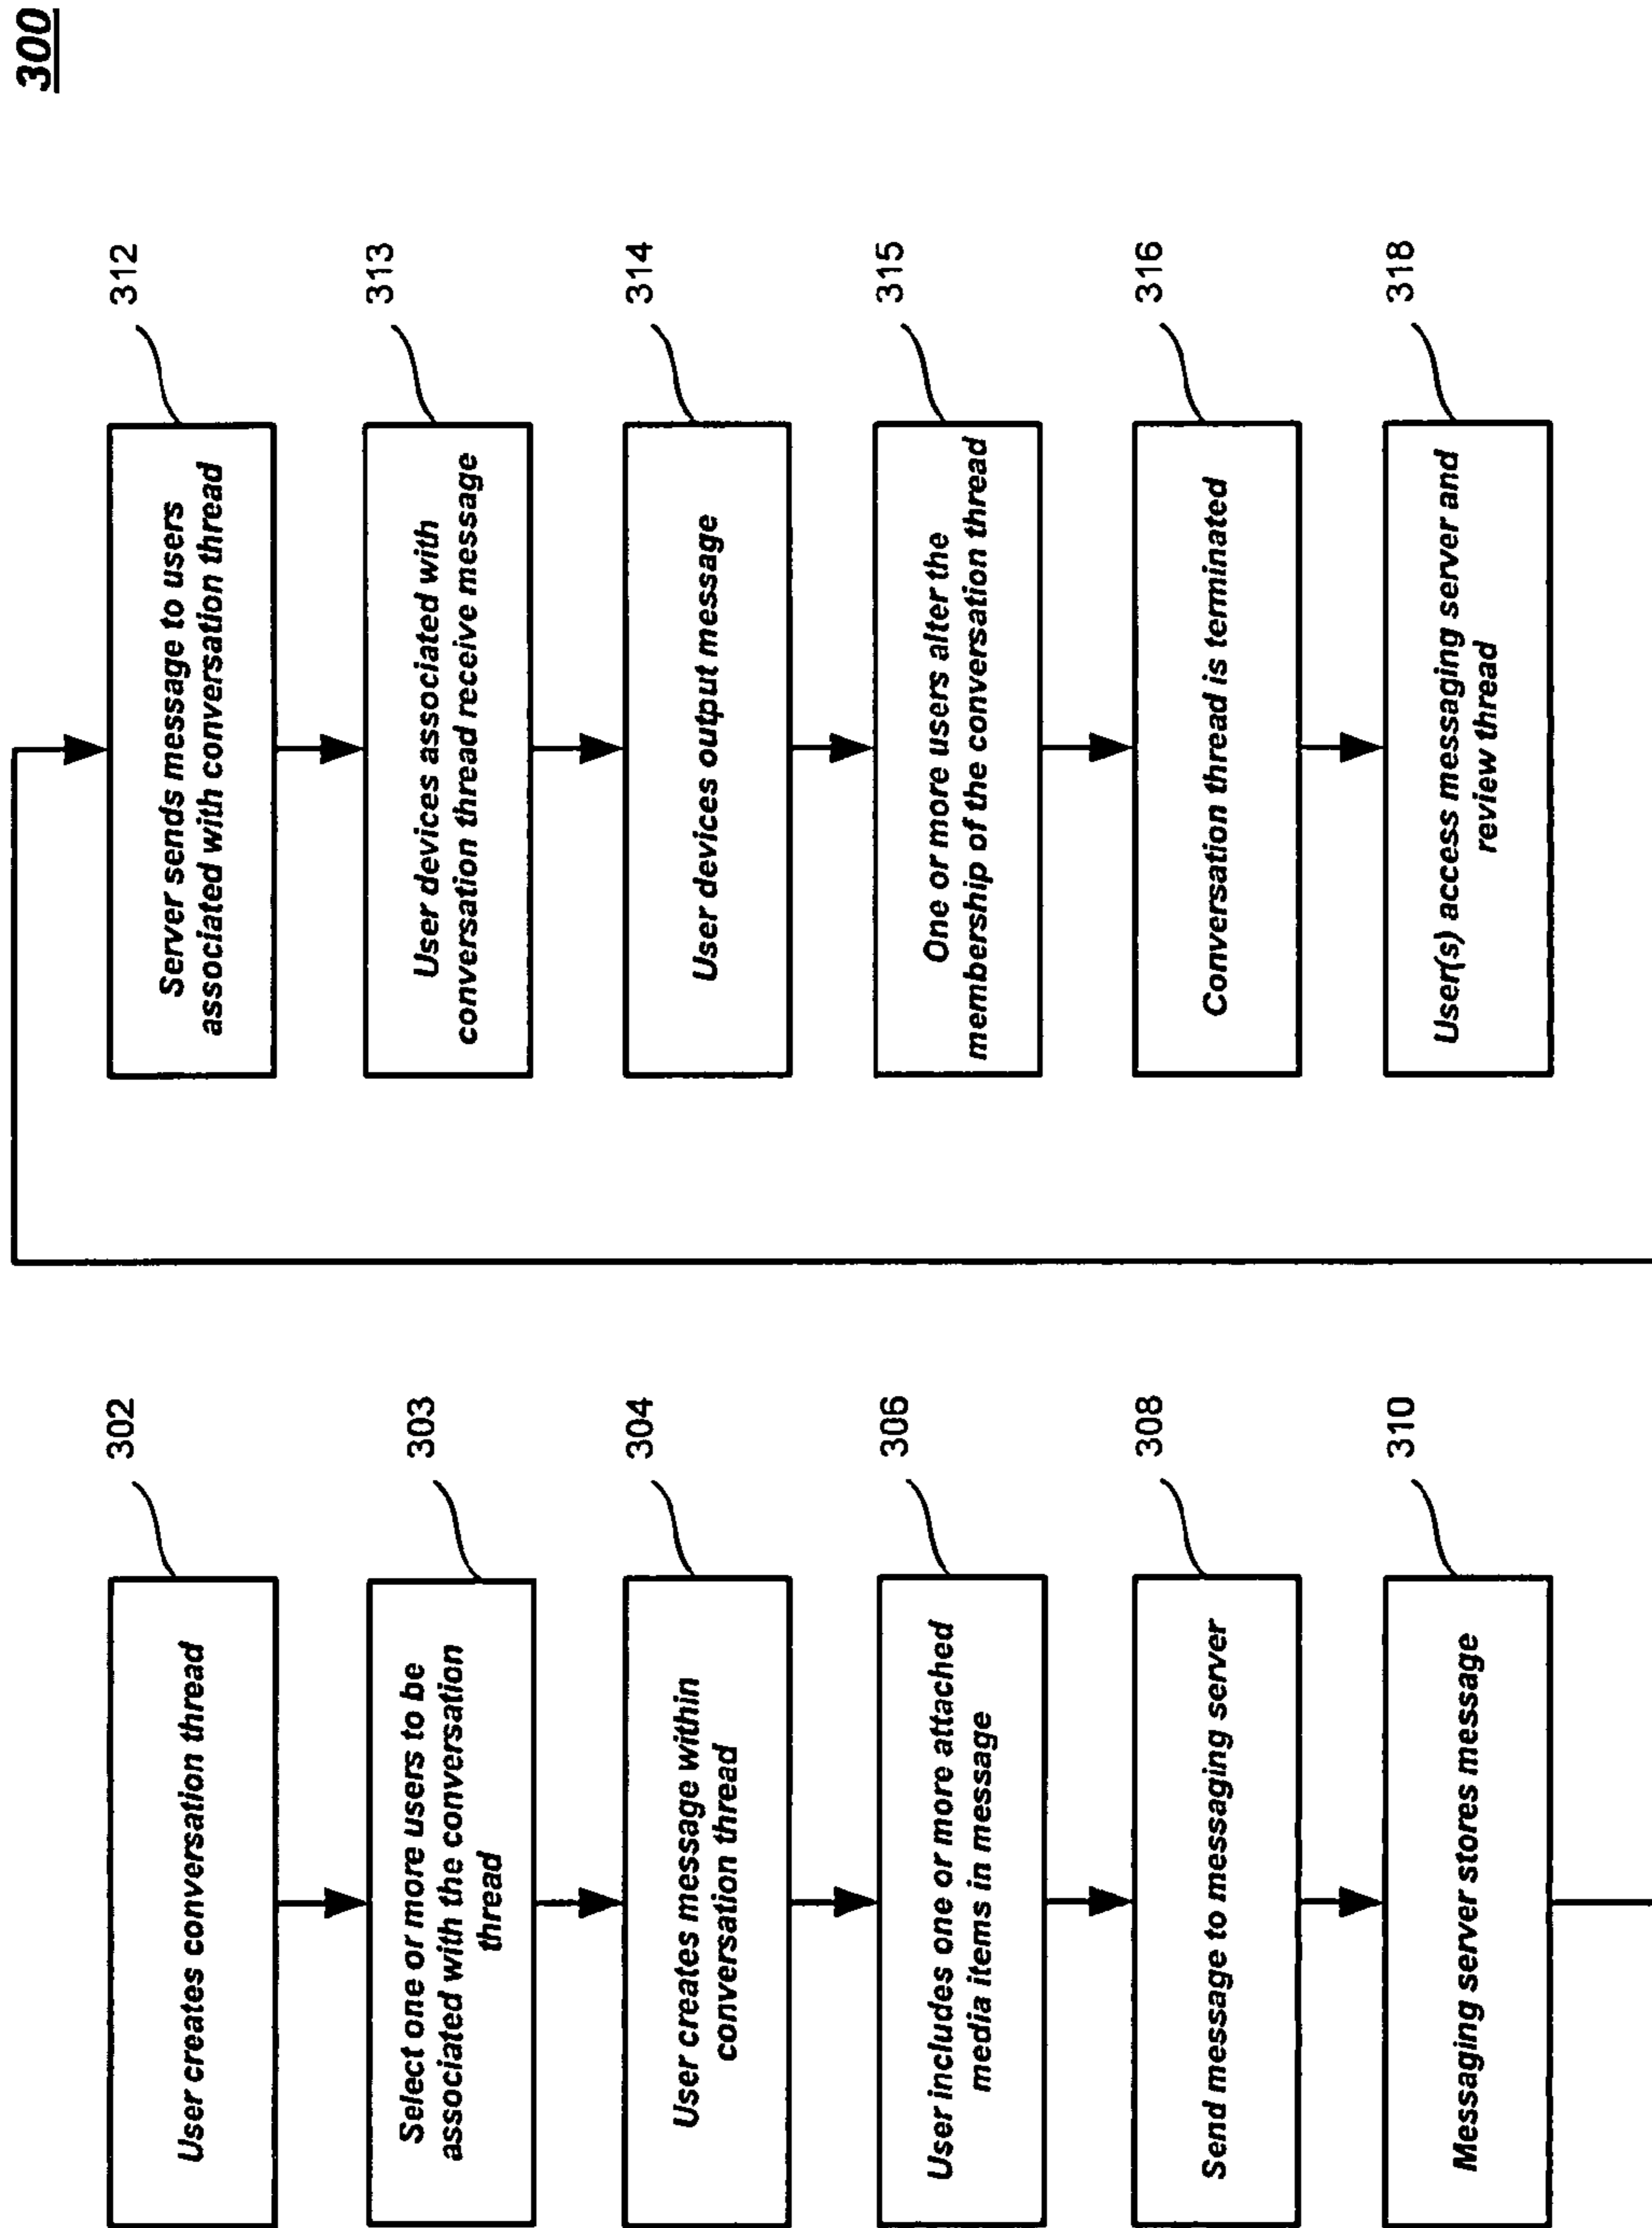 300
302
User creates conversation thread
303
Select one or more users to be
associated with the conversation
thread
304
User creates message within
conversation thread
306
User includes one or more attached
media items in message
308
Send message to messaging server
310
Messaging server stores message
312
Server sends message to users
associated with conversation thread
313
User devices associated with
conversation thread receive message
314
User devices output message
315
One or more users alter the
membership of the conversation thread
316
Conversation thread is terminated
318
User(s) access messaging server and
review thread